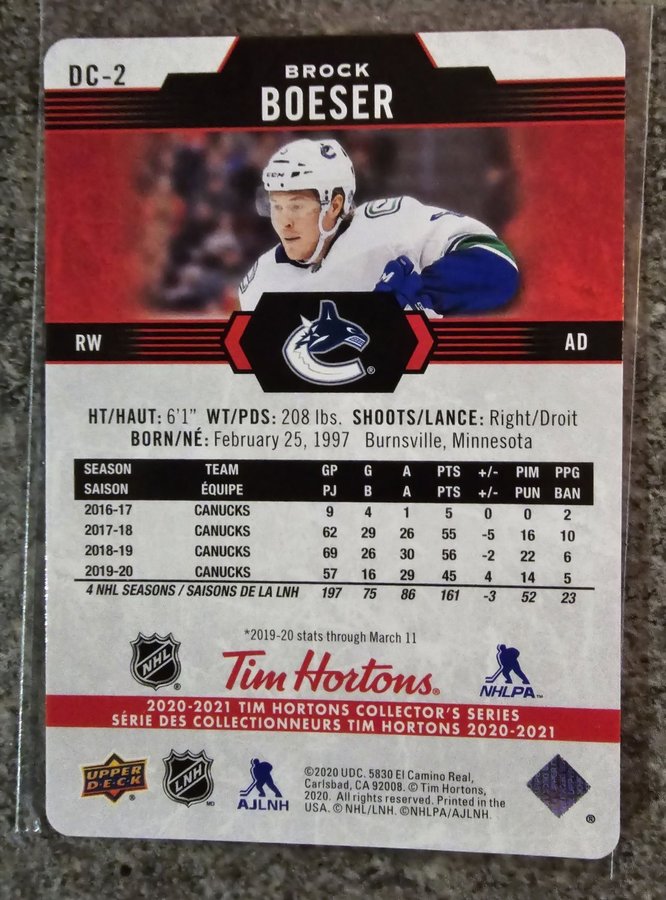 DC-2
BROCK
BOESER
CCM
RW AD
HT/HAUT: 6'1" WT/PDS: 208 lbs. SHOOTS/LANCE: Right/Droit
BORN/NÉ: February 25, 1997 Burnsville, Minnesota
SEASON TEAM GP G A PTS +/- PIM PPG
SAISON ÉQUIPE PJ B A PTS +/- PUN BAN
2016-17 CANUCKS 9 4 1 5 0 0 2
2017-18 CANUCKS 62 29 26 55 -5 16 10
2018-19 CANUCKS 69 26 30 56 -2 22 6
2019-20 CANUCKS 57 16 29 45 4 14 5
4 NHL SEASONS / SAISONS DE LA LNH 197 75 86 161 -3 52 23
*2019-20 stats through March 11
NHL Tim Hortons® NHLPA™
2020-2021 TIM HORTONS COLLECTOR'S SERIES
SÉRIE DES COLLECTIONNEURS TIM HORTONS 2020-2021
UPPER DECK® LNH MD AJLNH
©2020 UDC. 5830 El Camino Real,
Carlsbad, CA 92008. © Tim Hortons,
2020. All rights reserved. Printed in the
USA. © NHL/LNH. ©NHLPA/AJLNH.
®